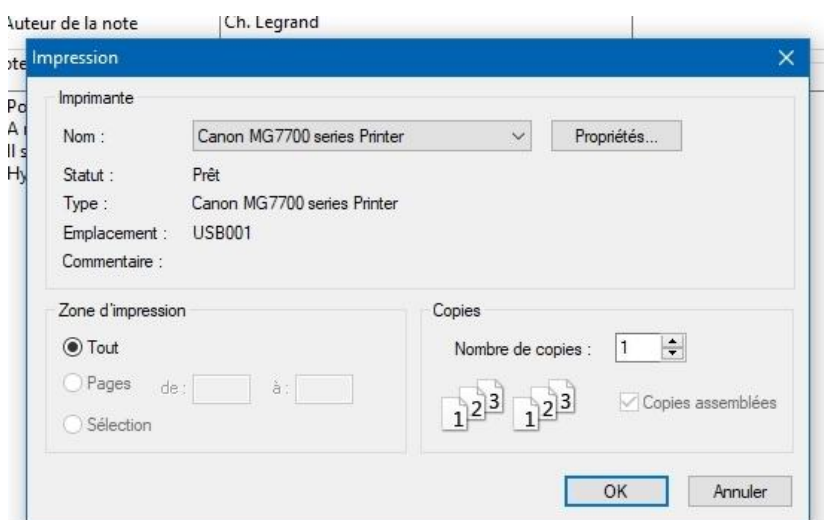 Auteur de la note Ch. Legrand
Impression
Imprimante
Nom : Canon MG7700 series Printer Propriétés...
Statut : Prêt
Type : Canon MG7700 series Printer
Emplacement : USB001
Commentaire :
Zone d'impression
Tout
Pages de : à :
Sélection
Copies
Nombre de copies : 1
1 2 3 1 2 3
Copies assemblées
OK Annuler